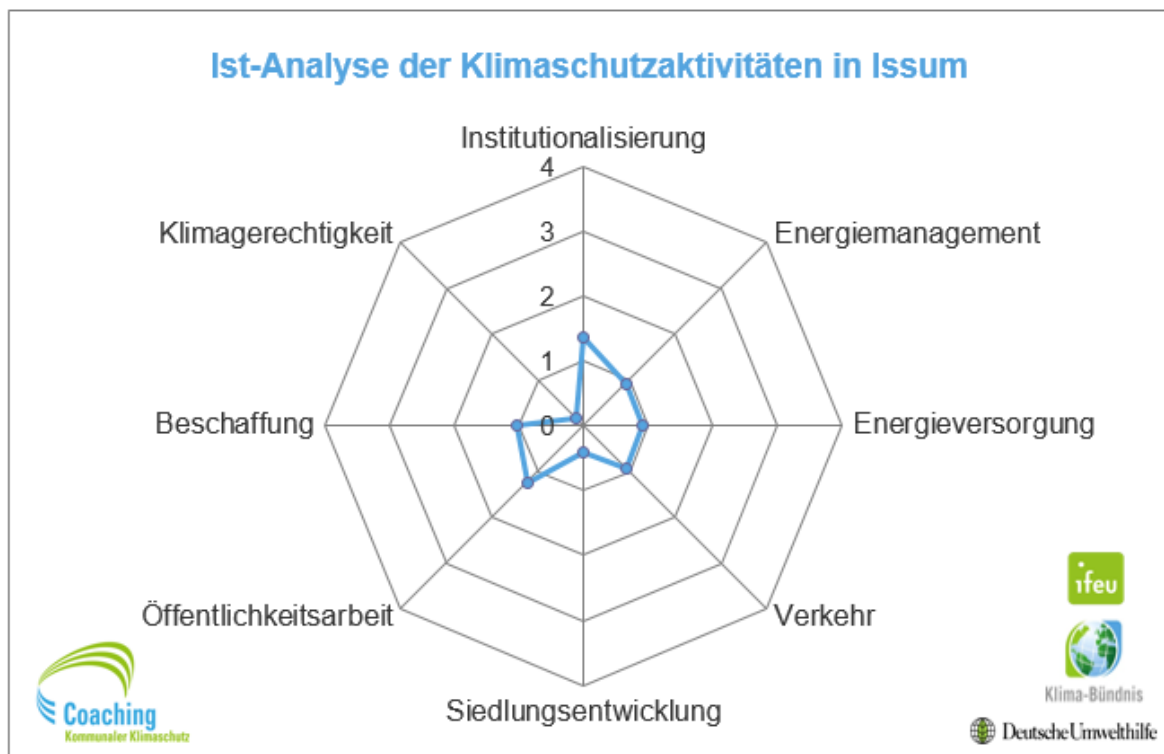 Ist-Analyse der Klimaschutzaktivitäten in Issum
Institutionalisierung
4
Klimagerechtigkeit
Energiemanagement
3
2
1
Beschaffung
0
Energieversorgung
Öffentlichkeitsarbeit
Verkehr
Siedlungsentwicklung
Coaching
Kommunaler Klimaschutz
ifeu
Klima-Bündnis
Deutsche Umwelthilfe